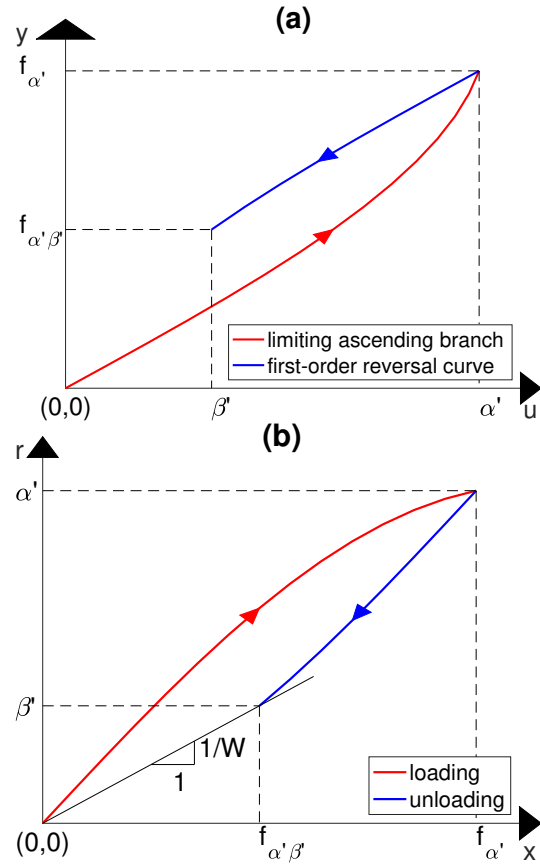 (a)
y
f_α'
f_α'β'
limiting ascending branch
first-order reversal curve
(0,0)
β'
α'
u
(b)
r
α'
β'
1/W
1
loading
unloading
(0,0)
f_α'β'
f_α'
x